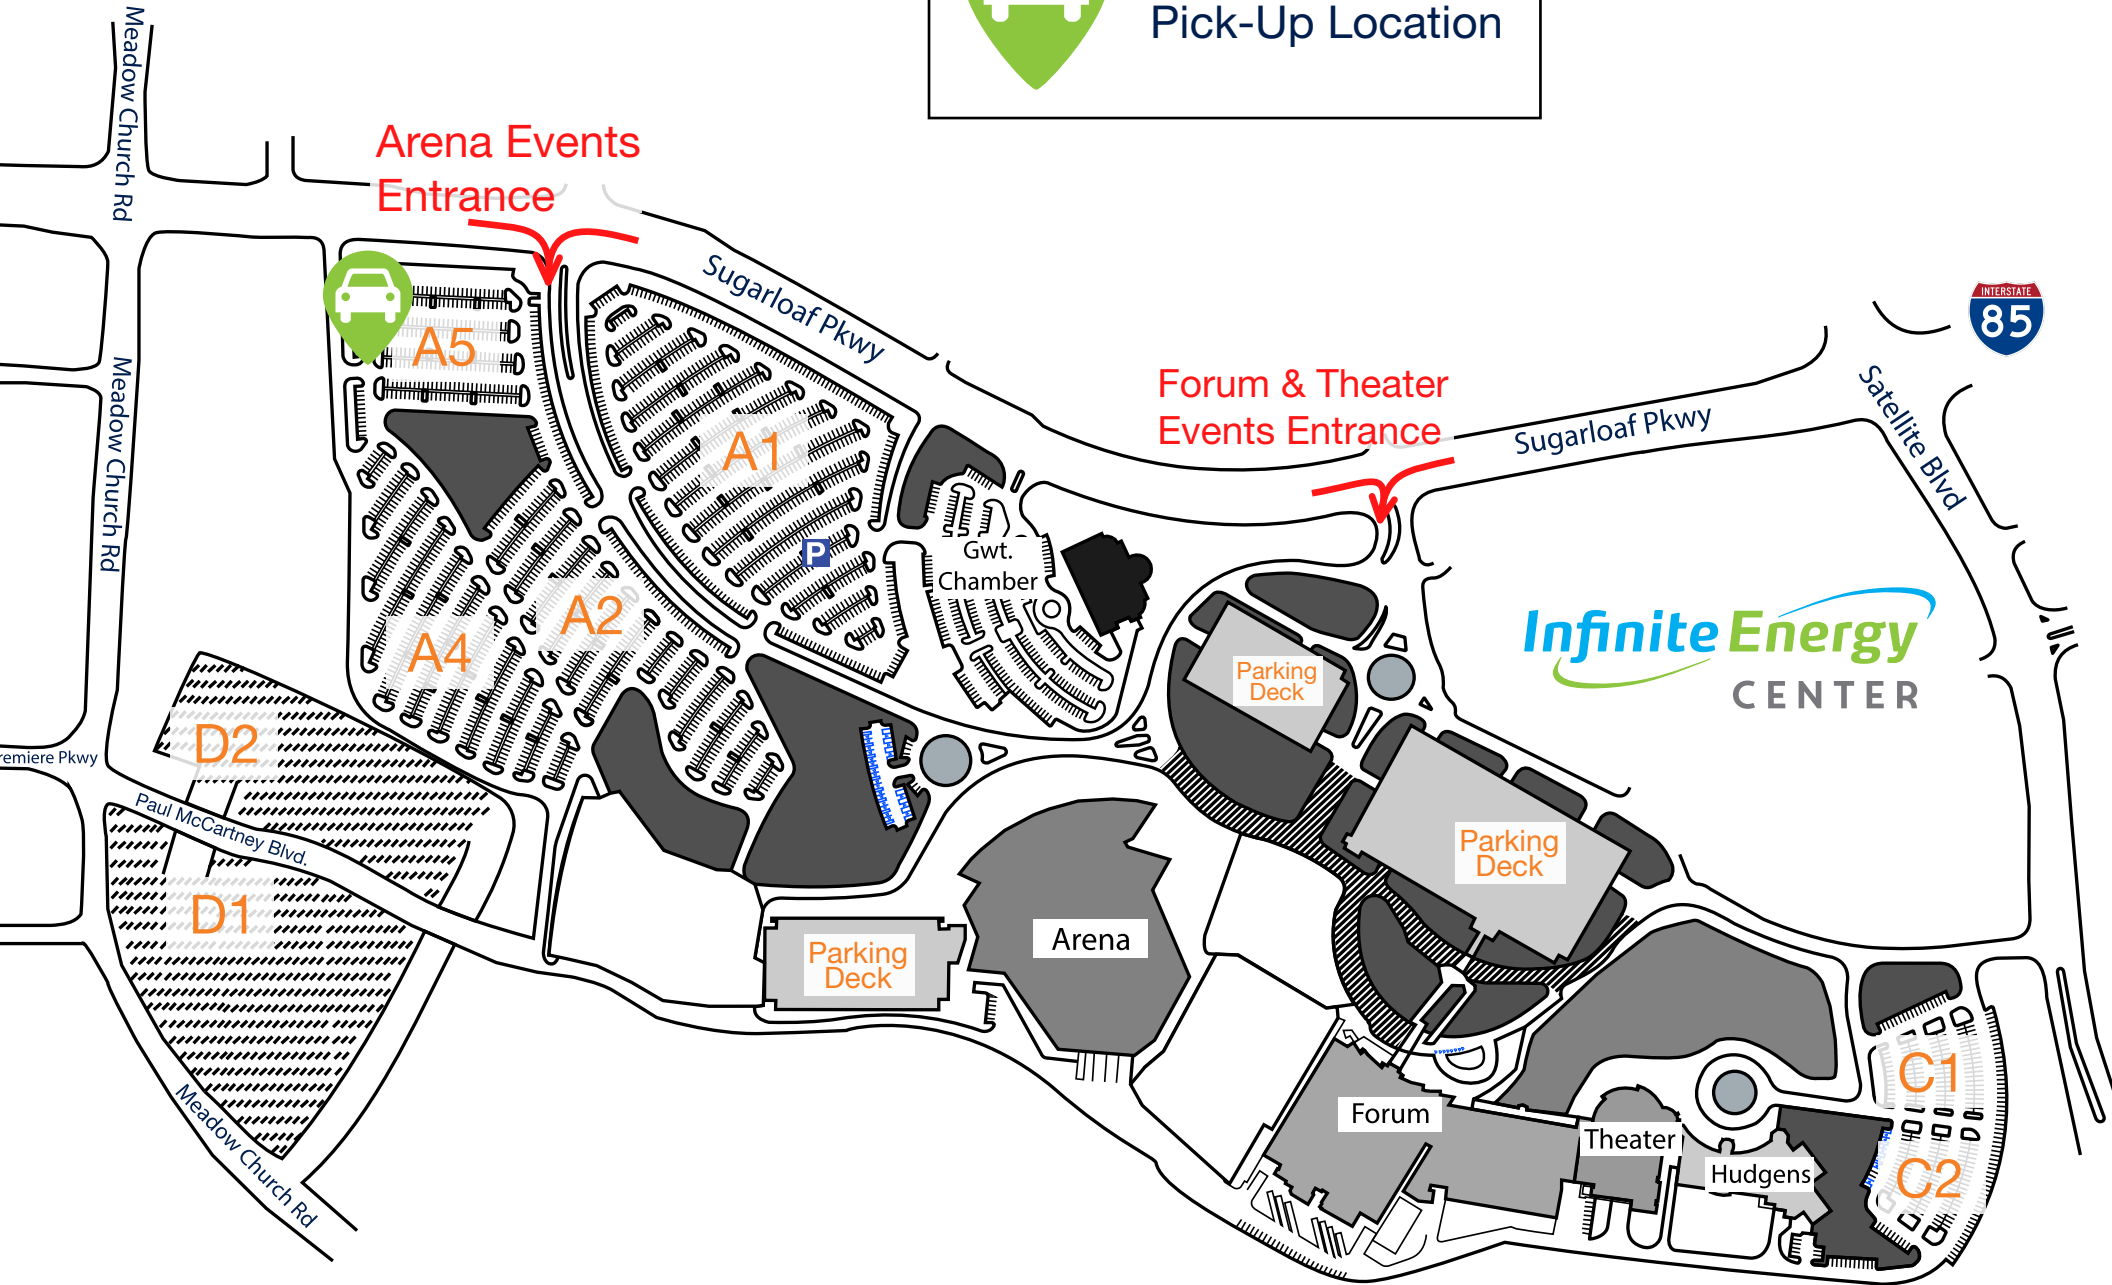 Pick-Up Location
Meadow Church Rd
Arena Events
Entrance
Sugarloaf Pkwy
INTERSTATE
85
A5
Meadow Church Rd
Forum & Theater
Events Entrance
Sugarloaf Pkwy
Satellite Blvd
A1
P
Gwt.
Chamber
A2
A4
Infinite Energy
CENTER
Parking
Deck
D2
remiere Pkwy
Paul McCartney Blvd.
Parking
Deck
D1
Arena
Parking
Deck
C1
Meadow Church Rd
Forum
Theater
Hudgens
C2